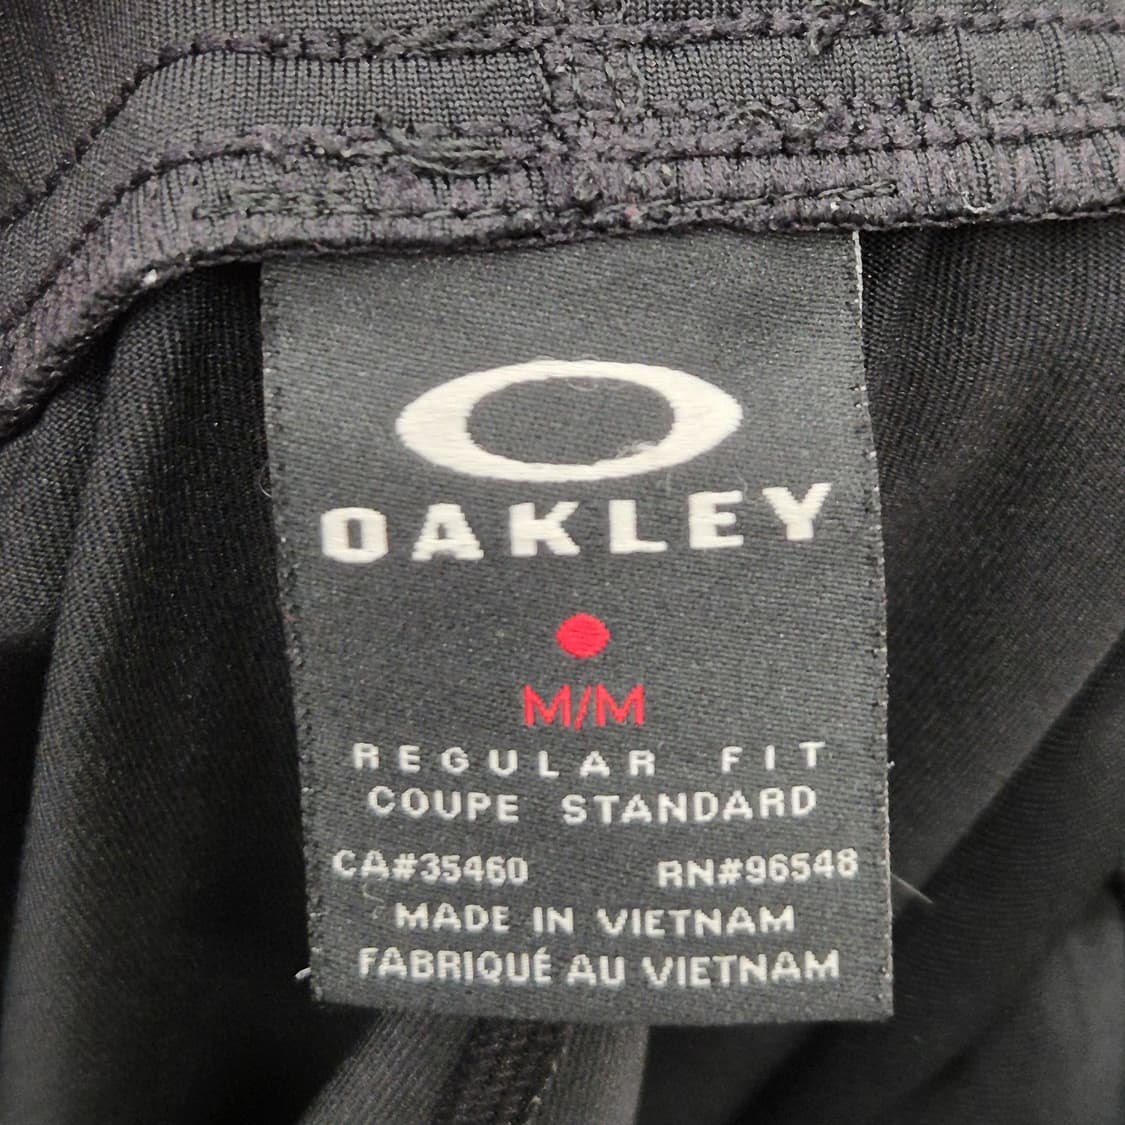 OAKLEY
M/M
REGULAR FIT
COUPE STANDARD
CA#35460 RN#96548
MADE IN VIETNAM
FABRIQUÉ AU VIETNAM